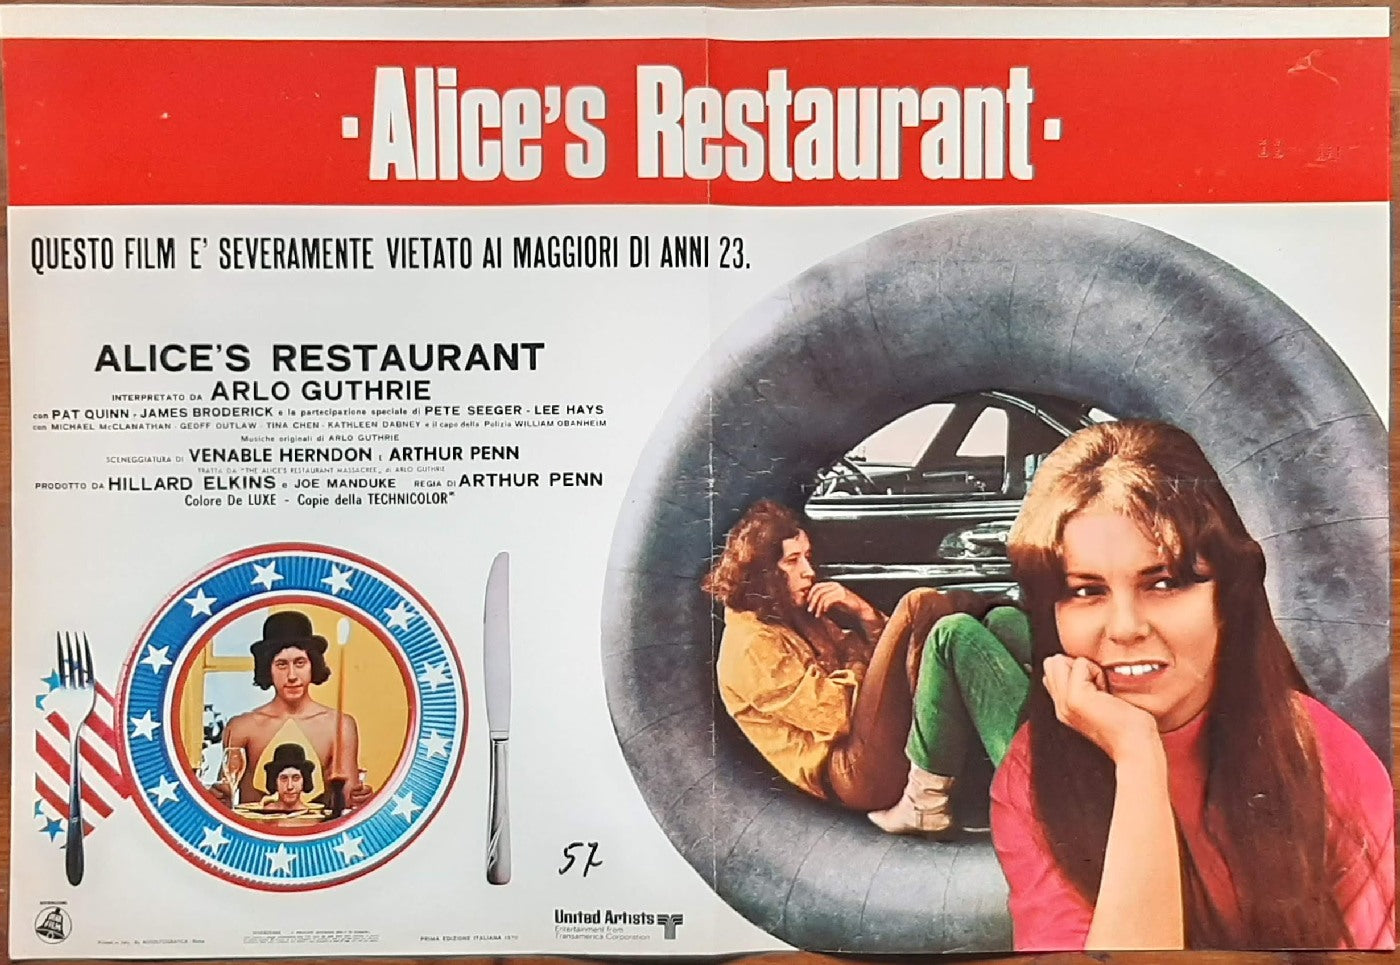 ·Alice's Restaurant·
QUESTO FILM E' SEVERAMENTE VIETATO AI MAGGIORI DI ANNI 23.
ALICE'S RESTAURANT
INTERPRETATO DA ARLO GUTHRIE
con PAT QUINN - JAMES BRODERICK e la partecipazione speciale di PETE SEEGER - LEE HAYS
con MICHAEL McCLANATHAN - GEOFF OUTLAW - TINA CHEN - KATHLEEN DABNEY e il capo della Polizia WILLIAM OBANHEIM
Musiche originali di ARLO GUTHRIE
SCENEGGIATURA DI VENABLE HERNDON E ARTHUR PENN
TRATTA DA "THE ALICE'S RESTAURANT MASSACREE" di ARLO GUTHRIE
PRODOTTO DA HILLARD ELKINS e JOE MANDUKE REGIA DI ARTHUR PENN
Colore De LUXE - Copie della TECHNICOLOR"
57
FILM
United Artists
Entertainment from
Transamerica Corporation
PRIMA EDIZIONE ITALIANA 1970